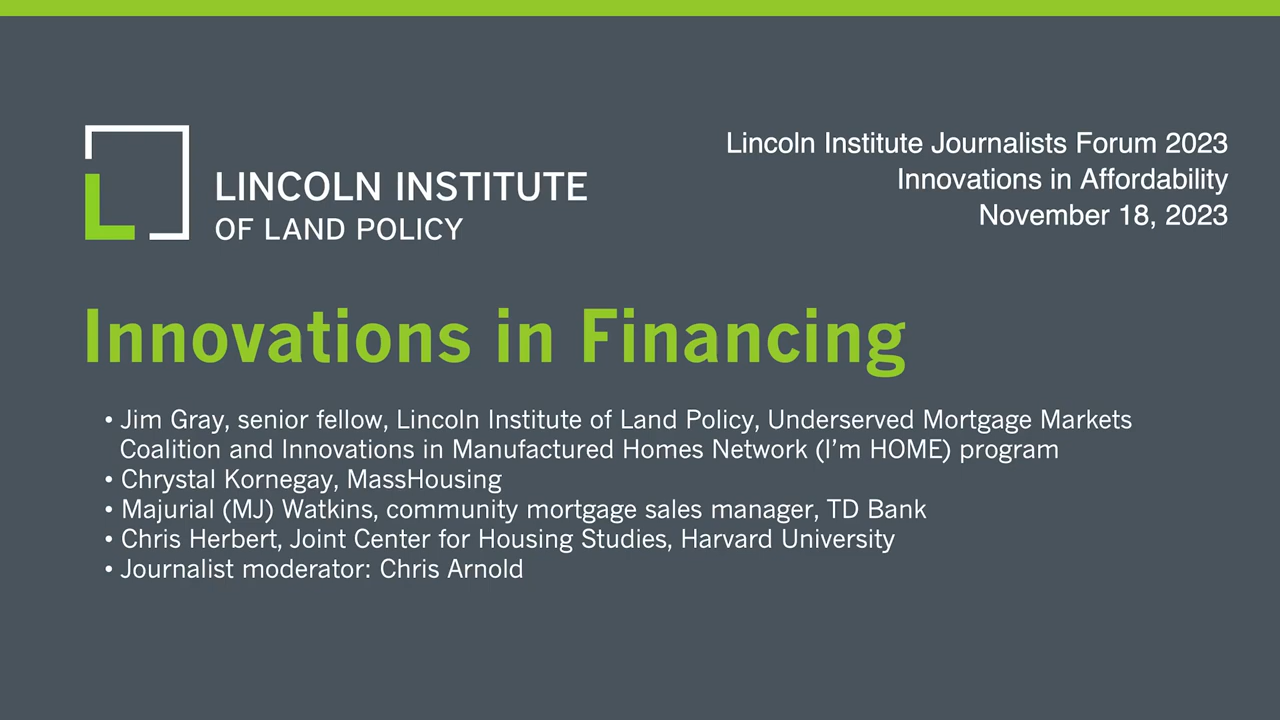 LINCOLN INSTITUTE
OF LAND POLICY
Lincoln Institute Journalists Forum 2023
Innovations in Affordability
November 18, 2023
Innovations in Financing
• Jim Gray, senior fellow, Lincoln Institute of Land Policy, Underserved Mortgage Markets
Coalition and Innovations in Manufactured Homes Network (I’m HOME) program
• Chrystal Kornegay, MassHousing
• Majurial (MJ) Watkins, community mortgage sales manager, TD Bank
• Chris Herbert, Joint Center for Housing Studies, Harvard University
• Journalist moderator: Chris Arnold